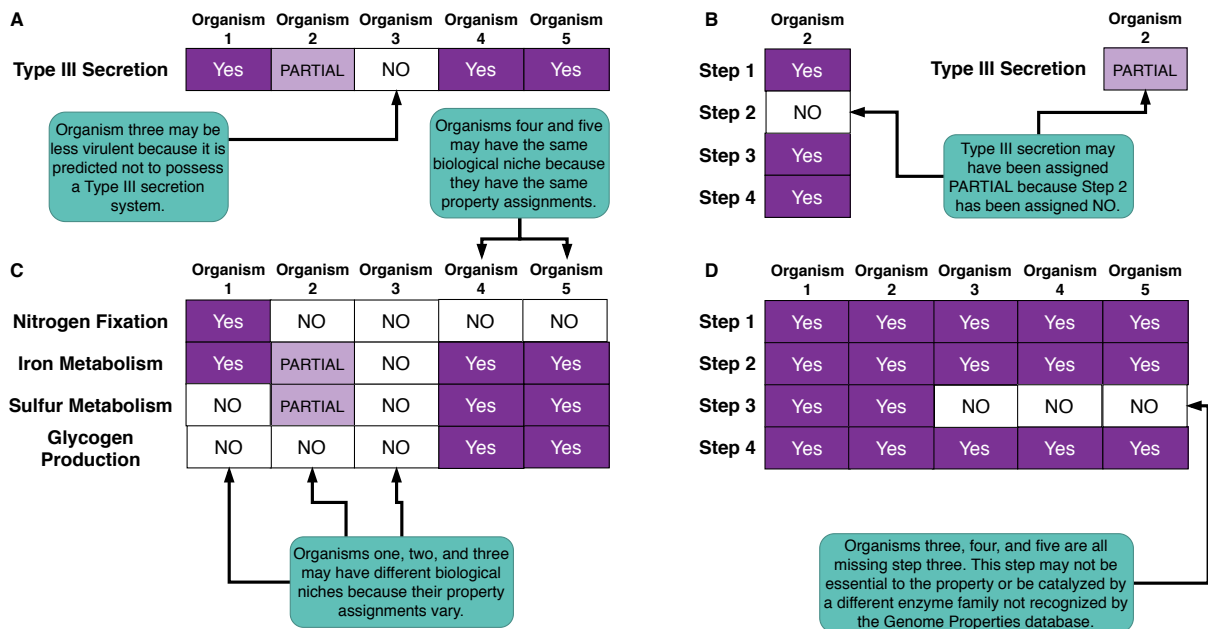 A
Organism Organism Organism Organism Organism
1 2 3 4 5
Type III Secretion Yes PARTIAL NO Yes Yes
Organism three may be
less virulent because it is
predicted not to possess
a Type III secretion
system.
Organisms four and five
may have the same
biological niche because
they have the same
property assignments.
B
Organism
2
Step 1 Yes
Step 2 NO
Step 3 Yes
Step 4 Yes
Organism
2
Type III Secretion PARTIAL
Type III secretion may
have been assigned
PARTIAL because Step 2
has been assigned NO.
C
Organism Organism Organism Organism Organism
1 2 3 4 5
Nitrogen Fixation Yes NO NO NO NO
Iron Metabolism Yes PARTIAL NO Yes Yes
Sulfur Metabolism NO PARTIAL NO Yes Yes
Glycogen
Production NO NO NO Yes Yes
Organisms one, two, and three
may have different biological
niches because their property
assignments vary.
D
Organism Organism Organism Organism Organism
1 2 3 4 5
Step 1 Yes Yes Yes Yes Yes
Step 2 Yes Yes Yes Yes Yes
Step 3 Yes Yes NO NO NO
Step 4 Yes Yes Yes Yes Yes
Organisms three, four, and five are all
missing step three. This step may not be
essential to the property or be catalyzed by
a different enzyme family not recognized by
the Genome Properties database.